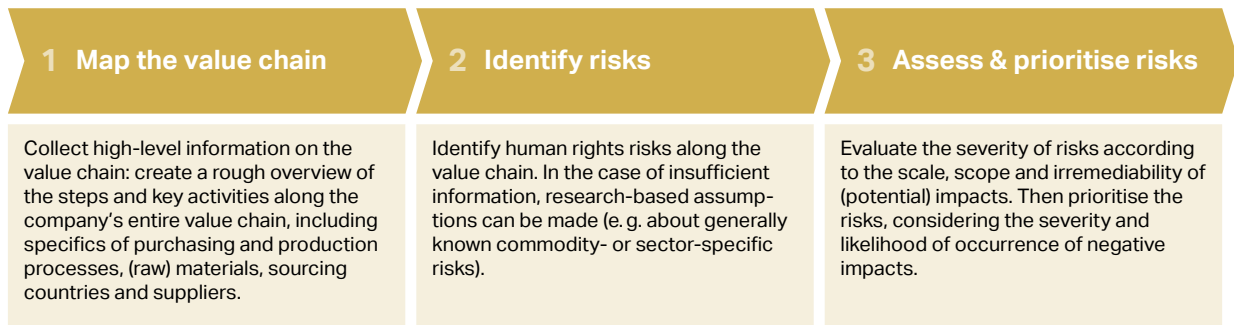 1 Map the value chain
Collect high-level information on the
value chain: create a rough overview of
the steps and key activities along the
company's entire value chain, including
specifics of purchasing and production
processes, (raw) materials, sourcing
countries and suppliers.
2 Identify risks
Identify human rights risks along the
value chain. In the case of insufficient
information, research-based assump-
tions can be made (e. g. about generally
known commodity- or sector-specific
risks).
3 Assess & prioritise risks
Evaluate the severity of risks according
to the scale, scope and irremediability of
(potential) impacts. Then prioritise the
risks, considering the severity and
likelihood of occurrence of negative
impacts.